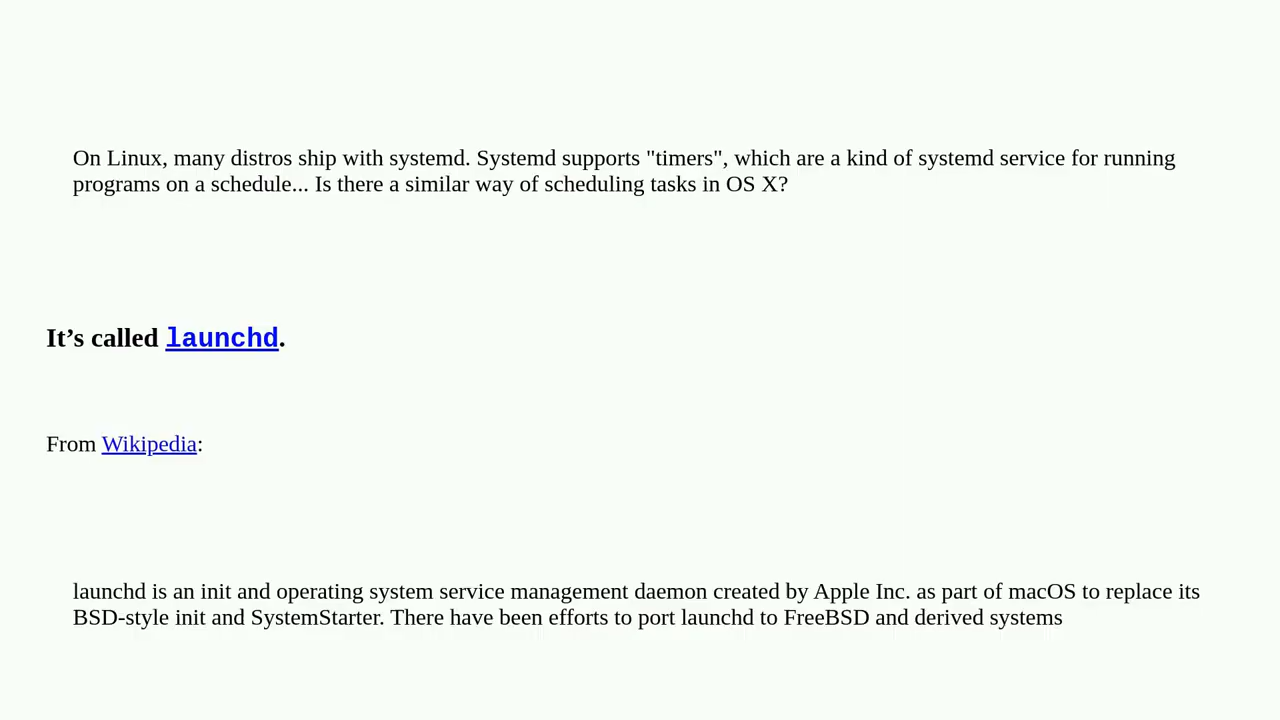 On Linux, many distros ship with systemd. Systemd supports "timers", which are a kind of systemd service for running
programs on a schedule... Is there a similar way of scheduling tasks in OS X?
It’s called launchd.
From Wikipedia:
launchd is an init and operating system service management daemon created by Apple Inc. as part of macOS to replace its
BSD-style init and SystemStarter. There have been efforts to port launchd to FreeBSD and derived systems